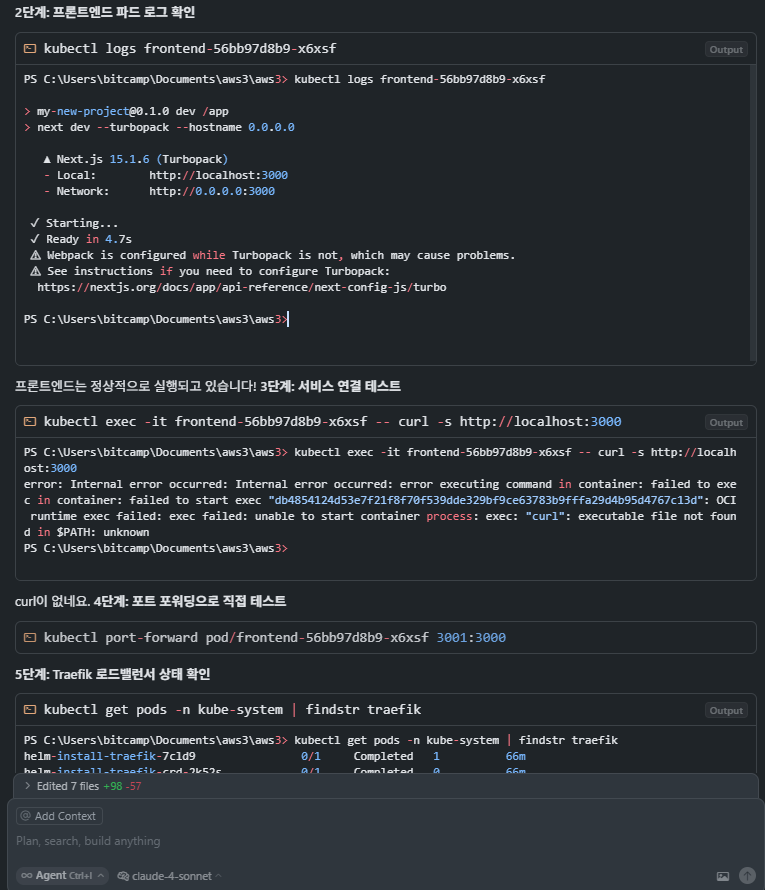 2단계: 프론트엔드 파드 로그 확인
kubectl logs frontend-56bb97d8b9-x6xsf
Output
PS C:\Users\bitcamp\Documents\aws3\aws3> kubectl logs frontend-56bb97d8b9-x6xsf
> my-new-project@0.1.0 dev /app
> next dev --turbopack --hostname 0.0.0.0
▲ Next.js 15.1.6 (Turbopack)
- Local: http://localhost:3000
- Network: http://0.0.0.0:3000
✓ Starting...
✓ Ready in 4.7s
⚠ Webpack is configured while Turbopack is not, which may cause problems.
⚠ See instructions if you need to configure Turbopack:
https://nextjs.org/docs/app/api-reference/next-config-js/turbo
PS C:\Users\bitcamp\Documents\aws3\aws3>
프론트엔드는 정상적으로 실행되고 있습니다! 3단계: 서비스 연결 테스트
kubectl exec -it frontend-56bb97d8b9-x6xsf -- curl -s http://localhost:3000
Output
PS C:\Users\bitcamp\Documents\aws3\aws3> kubectl exec -it frontend-56bb97d8b9-x6xsf -- curl -s http://localh
ost:3000
error: Internal error occurred: Internal error occurred: error executing command in container: failed to exe
c in container: failed to start exec "db4854124d53e7f21f8f70f539dde329bf9ce63783b9fffa29d4b95d4767c13d": OCI
runtime exec failed: exec failed: unable to start container process: exec: "curl": executable file not foun
d in $PATH: unknown
PS C:\Users\bitcamp\Documents\aws3\aws3>
curl이 없네요. 4단계: 포트 포워딩으로 직접 테스트
kubectl port-forward pod/frontend-56bb97d8b9-x6xsf 3001:3000
5단계: Traefik 로드밸런서 상태 확인
kubectl get pods -n kube-system | findstr traefik
Output
PS C:\Users\bitcamp\Documents\aws3\aws3> kubectl get pods -n kube-system | findstr traefik
helm-install-traefik-7cld9 0/1 Completed 1 66m
helm-install-traefik-crd-2k52s 0/1 Completed 0 66m
> Edited 7 files +98 -57
@ Add Context
Plan, search, build anything
∞ Agent Ctrl+I
claude-4-sonnet